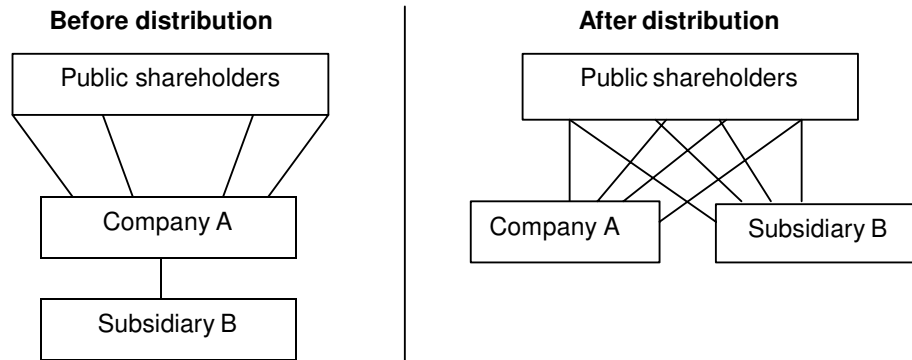 Before distribution
Public shareholders
Company A
Subsidiary B
After distribution
Public shareholders
Company A
Subsidiary B